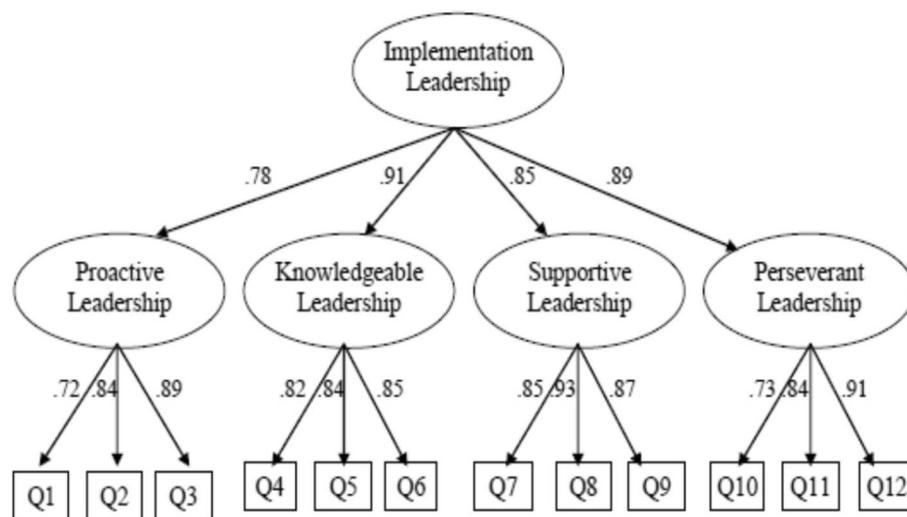 Implementation
Leadership
.78
.91
.85
.89
Proactive
Leadership
Knowledgeable
Leadership
Supportive
Leadership
Perseverant
Leadership
.72
.84
.89
.82
.84
.85
.85
.93
.87
.73
.84
.91
Q1
Q2
Q3
Q4
Q5
Q6
Q7
Q8
Q9
Q10
Q11
Q12